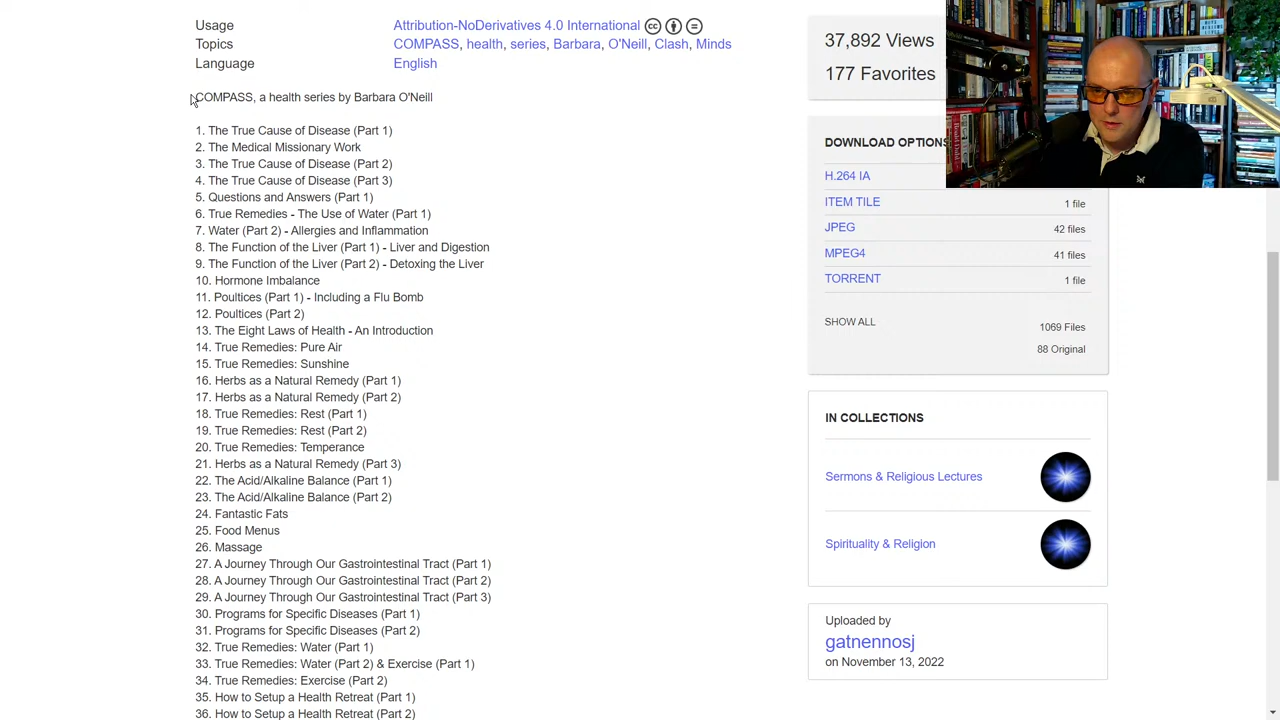 Usage
Attribution-NoDerivatives 4.0 International
Topics
COMPASS, health, series, Barbara, O'Neill, Clash, Minds
Language
English
COMPASS, a health series by Barbara O'Neill
1. The True Cause of Disease (Part 1)
2. The Medical Missionary Work
3. The True Cause of Disease (Part 2)
4. The True Cause of Disease (Part 3)
5. Questions and Answers (Part 1)
6. True Remedies - The Use of Water (Part 1)
7. Water (Part 2) - Allergies and Inflammation
8. The Function of the Liver (Part 1) - Liver and Digestion
9. The Function of the Liver (Part 2) - Detoxing the Liver
10. Hormone Imbalance
11. Poultices (Part 1) - Including a Flu Bomb
12. Poultices (Part 2)
13. The Eight Laws of Health - An Introduction
14. True Remedies: Pure Air
15. True Remedies: Sunshine
16. Herbs as a Natural Remedy (Part 1)
17. Herbs as a Natural Remedy (Part 2)
18. True Remedies: Rest (Part 1)
19. True Remedies: Rest (Part 2)
20. True Remedies: Temperance
21. Herbs as a Natural Remedy (Part 3)
22. The Acid/Alkaline Balance (Part 1)
23. The Acid/Alkaline Balance (Part 2)
24. Fantastic Fats
25. Food Menus
26. Massage
27. A Journey Through Our Gastrointestinal Tract (Part 1)
28. A Journey Through Our Gastrointestinal Tract (Part 2)
29. A Journey Through Our Gastrointestinal Tract (Part 3)
30. Programs for Specific Diseases (Part 1)
31. Programs for Specific Diseases (Part 2)
32. True Remedies: Water (Part 1)
33. True Remedies: Water (Part 2) & Exercise (Part 1)
34. True Remedies: Exercise (Part 2)
35. How to Setup a Health Retreat (Part 1)
36. How to Setup a Health Retreat (Part 2)
37,892 Views
177 Favorites
DOWNLOAD OPTIONS
H.264 IA
ITEM TILE
1 file
JPEG
42 files
MPEG4
41 files
TORRENT
1 file
SHOW ALL
1069 Files
88 Original
IN COLLECTIONS
Sermons & Religious Lectures
Spirituality & Religion
Uploaded by
gatnennosj
on November 13, 2022